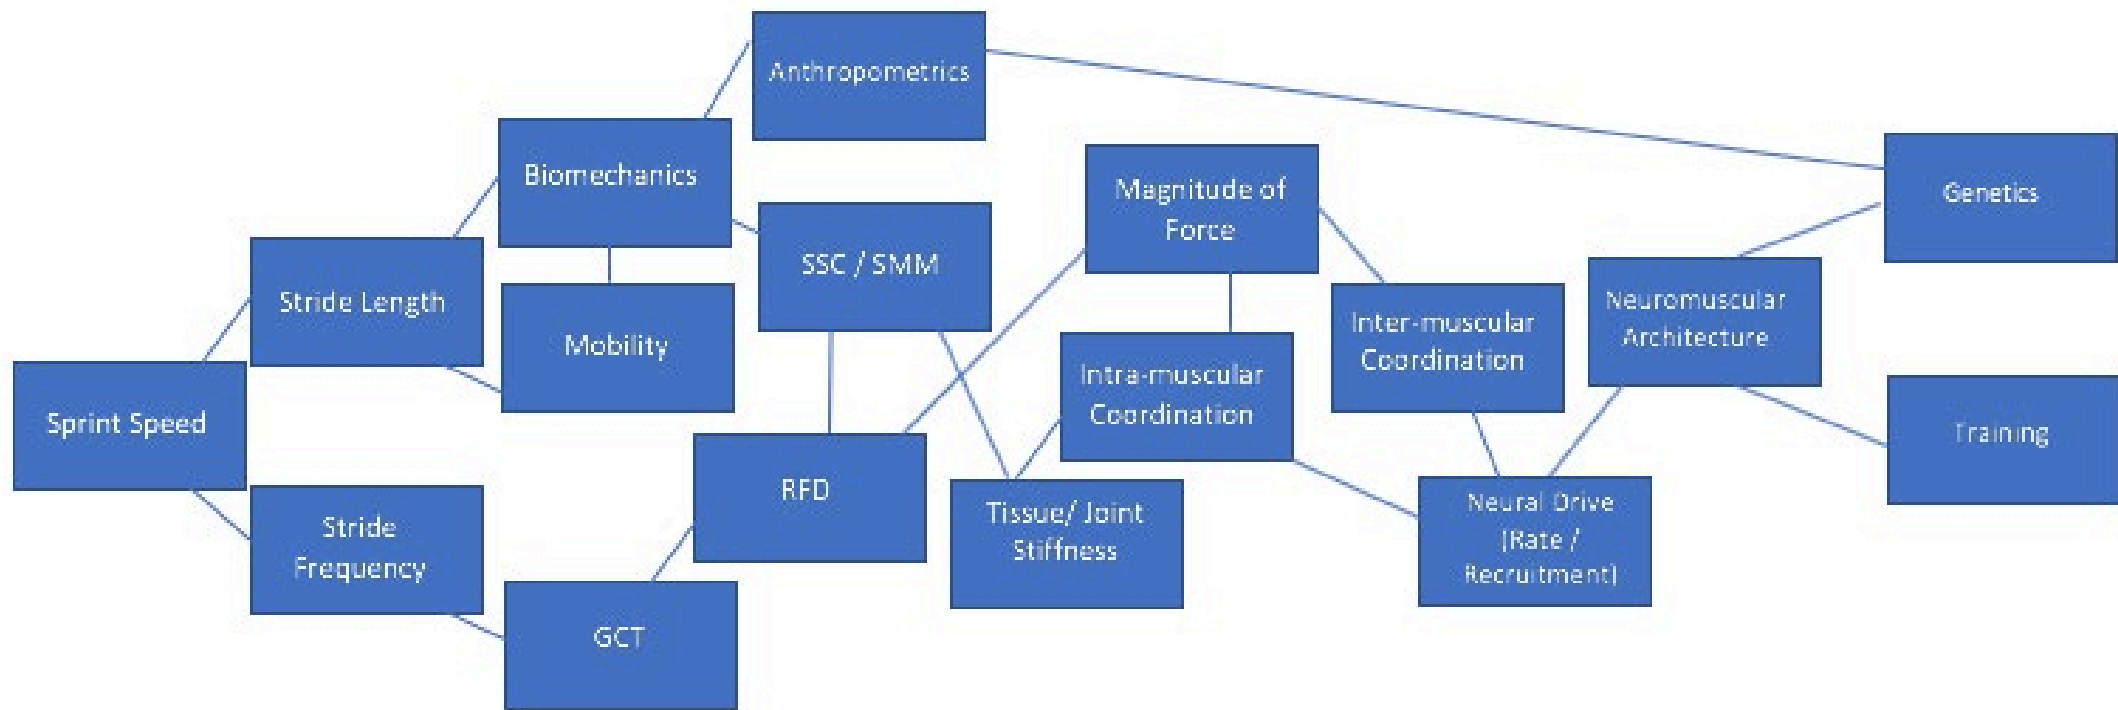 Anthropometrics
Biomechanics
Magnitude of
Force
Genetics
SSC / SMM
Stride Length
Mobility
Inter-muscular
Coordination
Neuromuscular
Architecture
Intra-muscular
Coordination
Sprint Speed
Training
RFD
Tissue/ Joint
Stiffness
Neural Drive
(Rate /
Recruitment)
Stride
Frequency
GCT